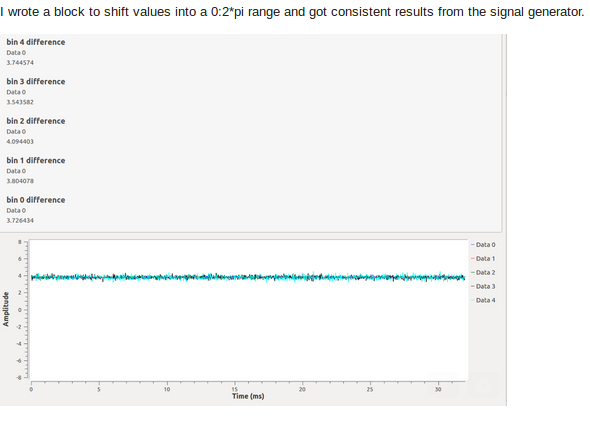 I wrote a block to shift values into a 0:2*pi range and got consistent results from the signal generator.
bin 4 difference
Data 0
3.744574
bin 3 difference
Data 0
3.543582
bin 2 difference
Data 0
4.094403
bin 1 difference
Data 0
3.804078
bin 0 difference
Data 0
3.726434
8
6
4
2
0
-2
-4
-6
-8
Amplitude
0 5 10 15 20 25 30
Time (ms)
Data 0
Data 1
Data 2
Data 3
Data 4